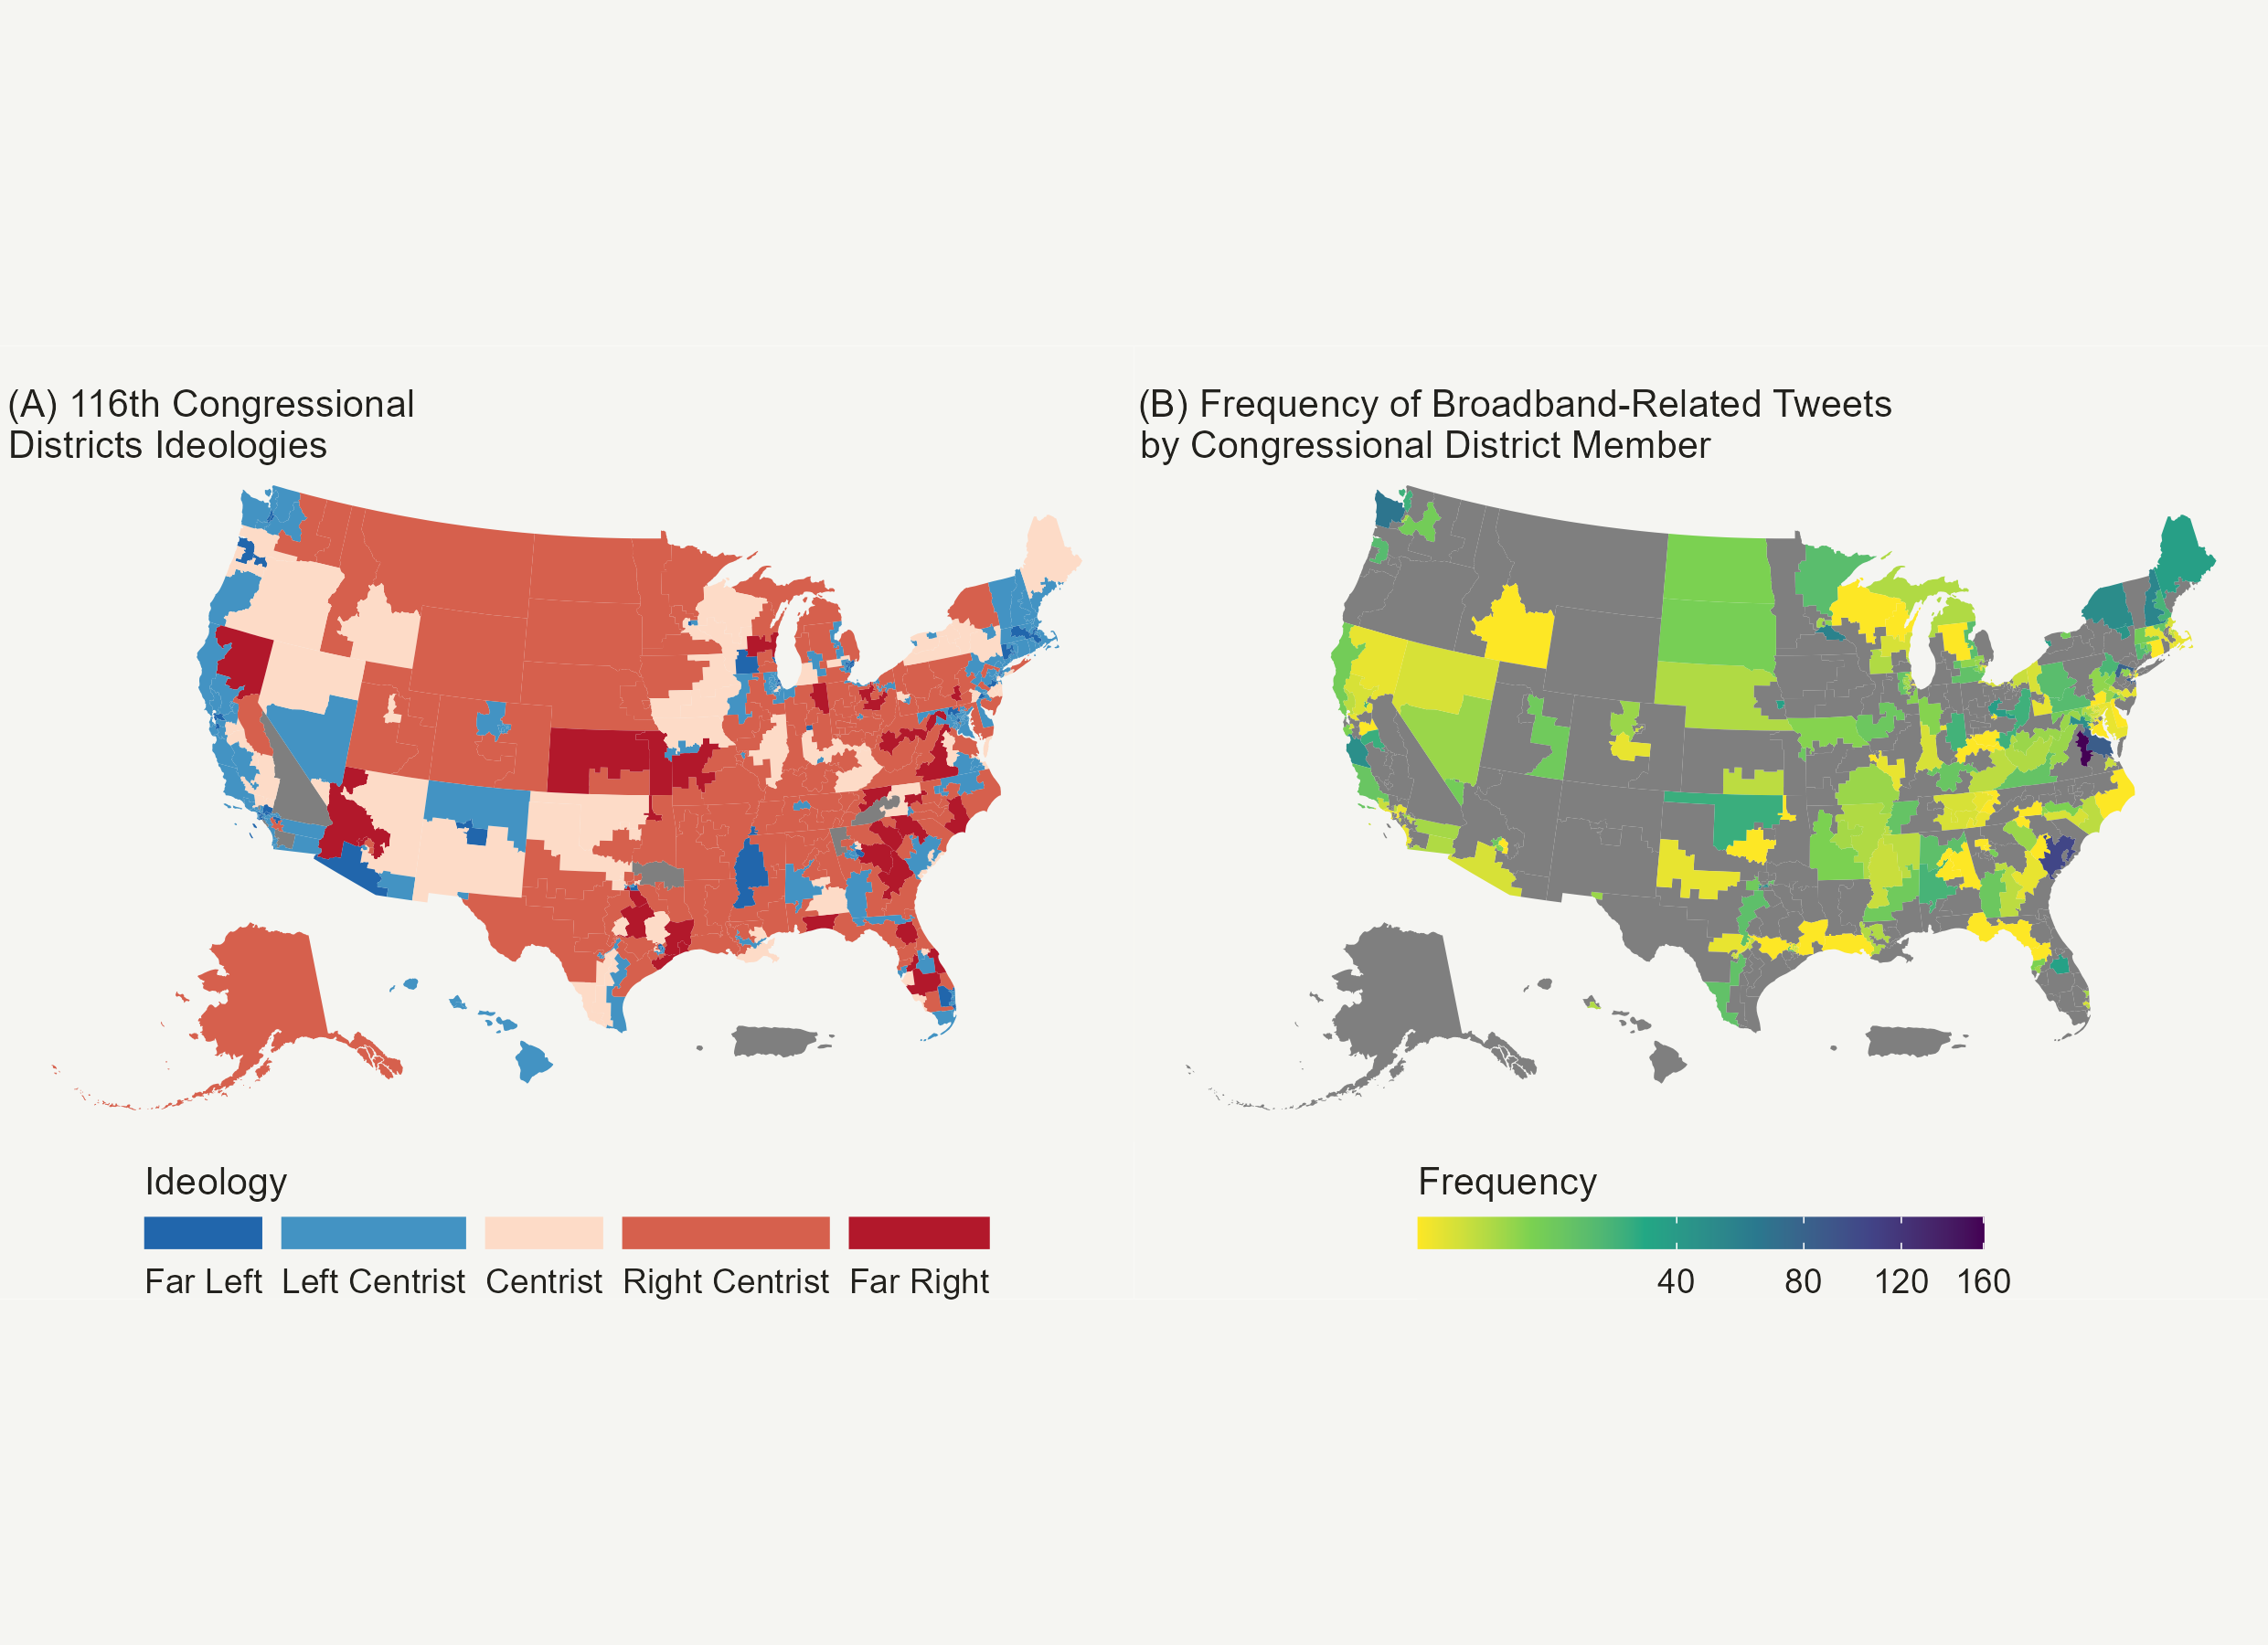 (A) 116th Congressional
Districts Ideologies
(B) Frequency of Broadband-Related Tweets
by Congressional District Member
Ideology
Far Left Left Centrist Centrist Right Centrist Far Right
Frequency
40 80 120 160